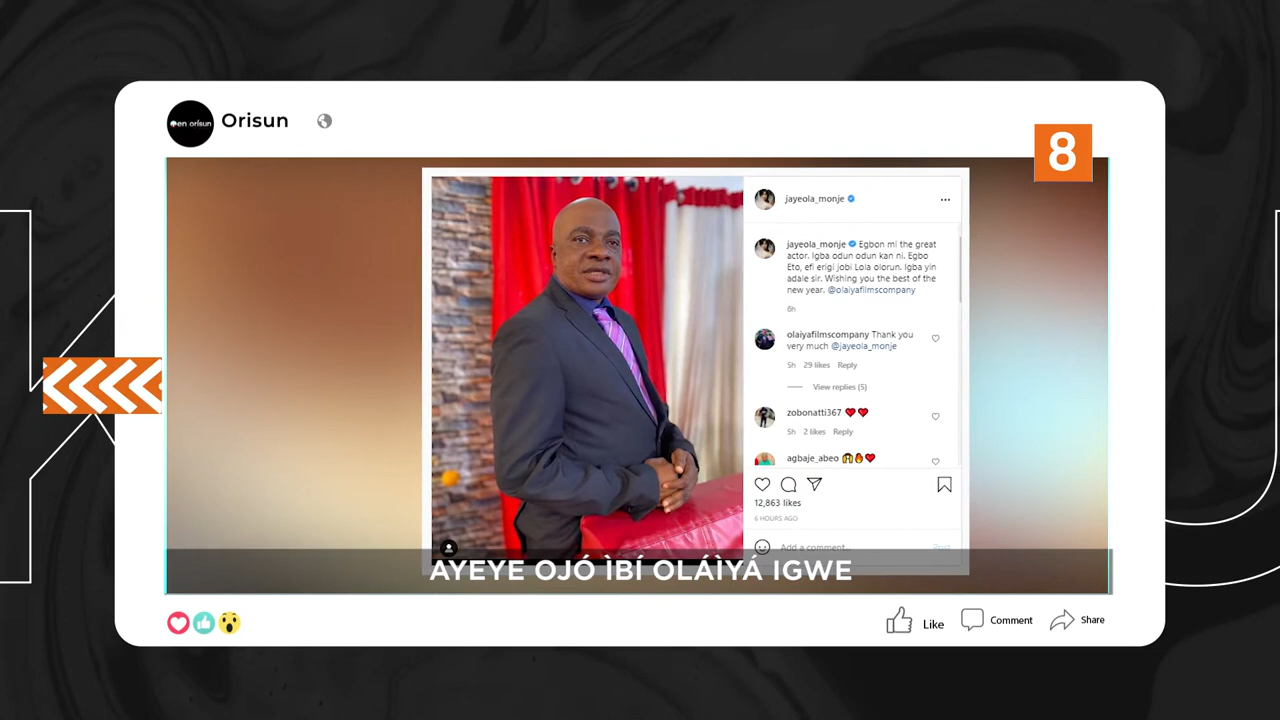 en orisun
Orisun
8
jayeola_monje
jayeola_monje Egbon mi the great
actor. Igba odun odun kan ni. Egbo
Eto, efi erigi jobi Lola olorun. Igba yin
adale sir. Wishing you the best of the
new year. @olaiyafilmscompany
6h
olaiyafilmscompany Thank you
very much @jayeola_monje
5h 29 likes Reply
View replies (5)
zobonatti367
5h 2 likes Reply
agbaje_abeo
12,863 likes
6 HOURS AGO
Add a comment...
Post
AYEYE OJÓ ÌBÍ OLÁÌYÁ IGWE
Like
Comment
Share